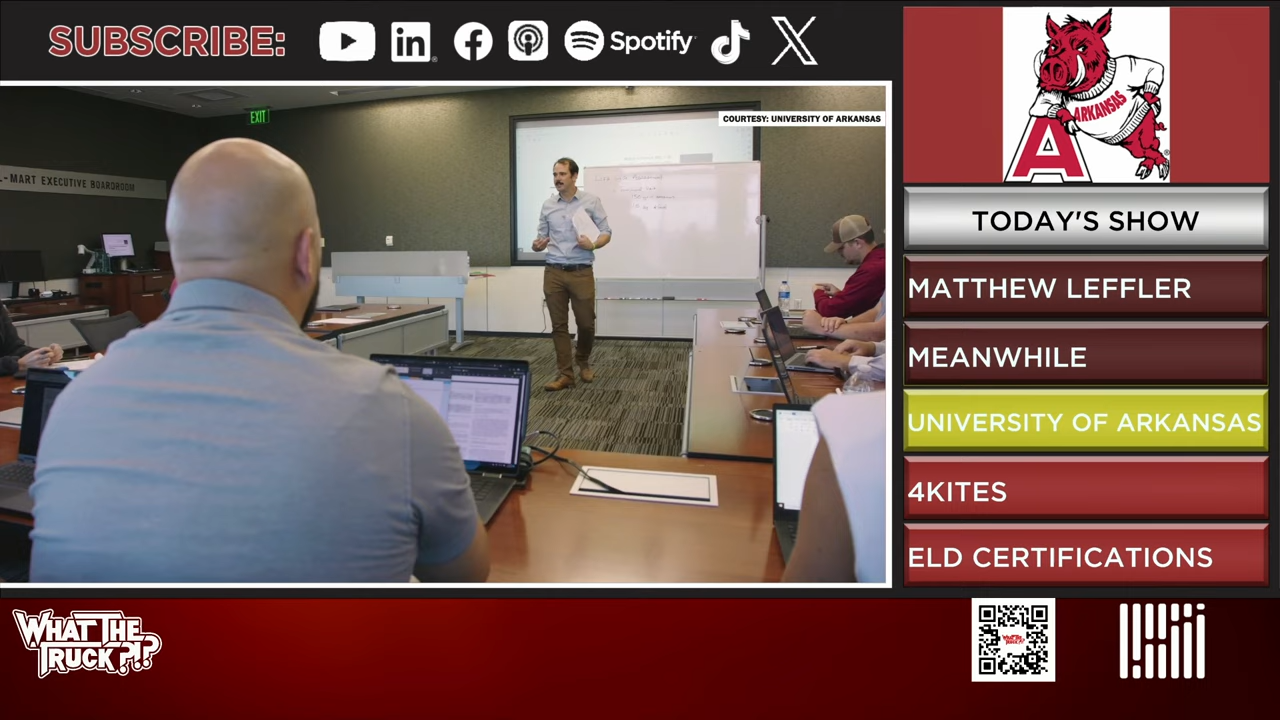 SUBSCRIBE:
Spotify
COURTESY: UNIVERSITY OF ARKANSAS
EXIT
L-MART EXECUTIVE BOARDROOM
ARKANSAS
A
TODAY'S SHOW
MATTHEW LEFFLER
MEANWHILE
UNIVERSITY OF ARKANSAS
4KITES
ELD CERTIFICATIONS
WHAT THE
TRUCK?!?